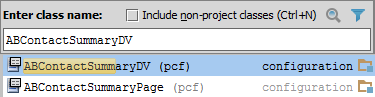 Enter class name: Include non-project classes (Ctrl+N)
ABContactSummaryDV
ABContactSummaryDV (pcf) configuration
ABContactSummaryPage (pcf) configuration